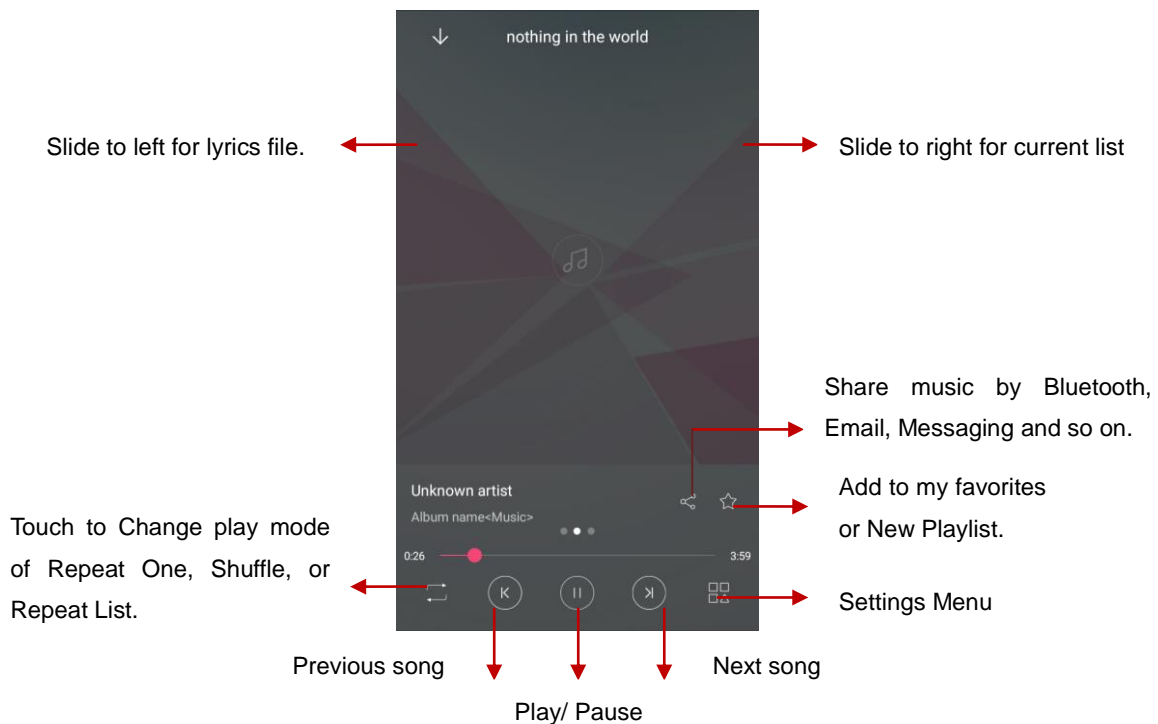 nothing in the world
Slide to left for lyrics file.
Slide to right for current list
Share music by Bluetooth,
Email, Messaging and so on.
Unknown artist
Album name<Music>
Add to my favorites
or New Playlist.
Touch to Change play mode
of Repeat One, Shuffle, or
Repeat List.
0:26
3:59
Settings Menu
Previous song
Next song
Play/ Pause